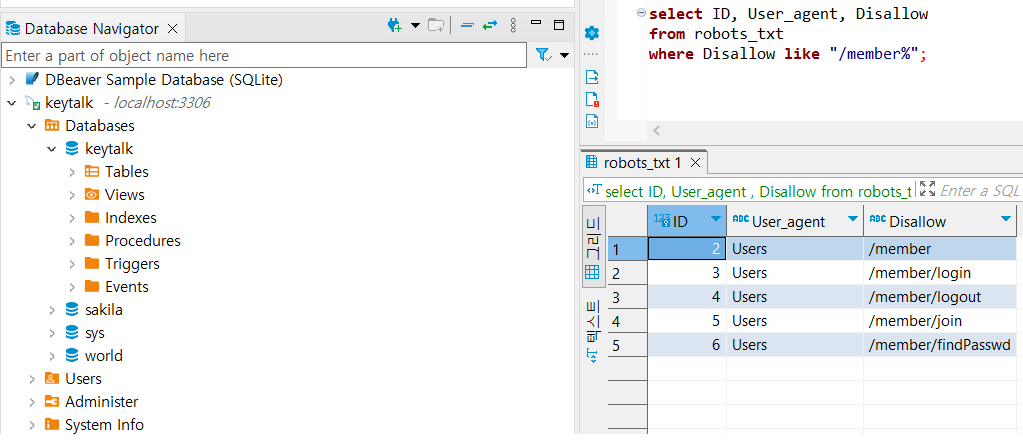 Database Navigator
Enter a part of object name here
DBeaver Sample Database (SQLite)
keytalk - localhost:3306
Databases
keytalk
Tables
Views
Indexes
Procedures
Triggers
Events
sakila
sys
world
Users
Administer
System Info
select ID, User_agent, Disallow
from robots_txt
where Disallow like "/member%";
robots_txt 1
select ID, User_agent , Disallow from robots_t
Enter a SQL
그리드
텍스트
123 ID ABC User_agent ABC Disallow
1 2 Users /member
2 3 Users /member/login
3 4 Users /member/logout
4 5 Users /member/join
5 6 Users /member/findPasswd